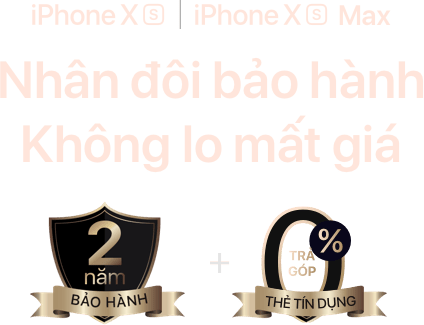 iPhone XS | iPhone XS Max
Nhân đôi bảo hành
Không lo mất giá
2
năm
BẢO HÀNH
+
0%
TRẢ
GÓP
THẺ TÍN DỤNG